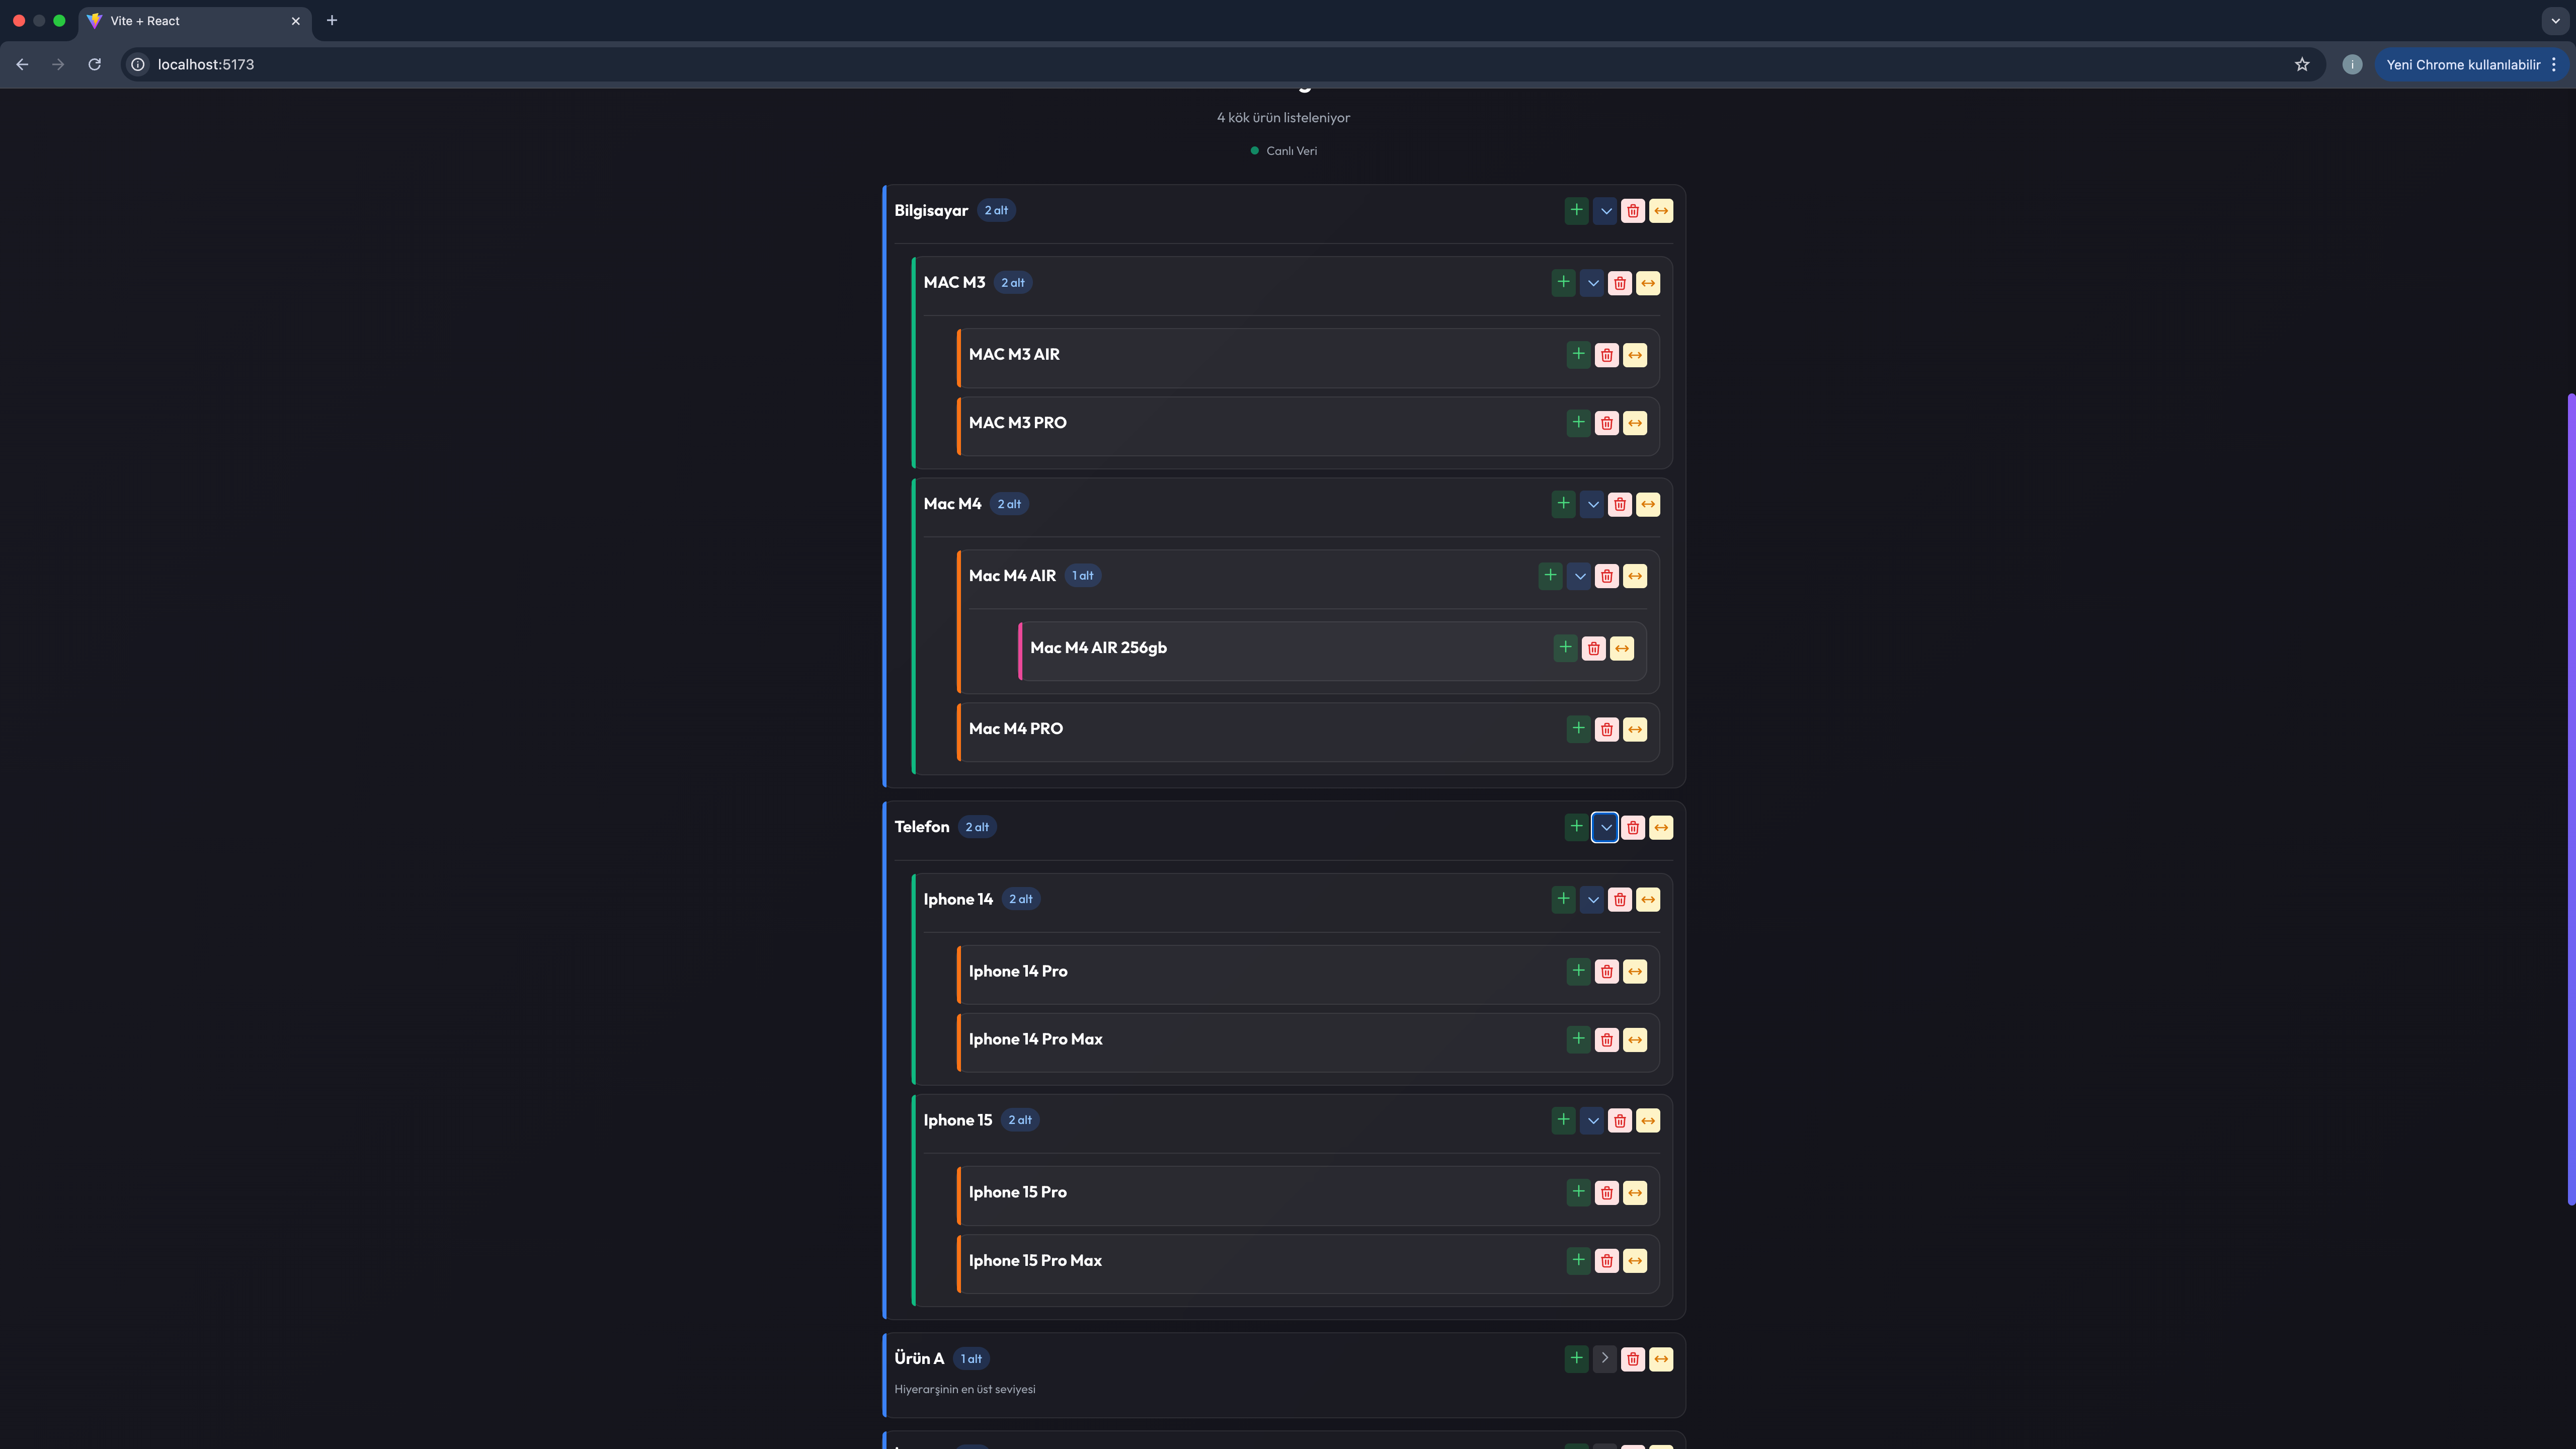 Vite + React
localhost:5173
Yeni Chrome kullanılabilir
4 kök ürün listeleniyor
Canlı Veri
Bilgisayar 2 alt
MAC M3 2 alt
MAC M3 AIR
MAC M3 PRO
Mac M4 2 alt
Mac M4 AIR 1 alt
Mac M4 AIR 256gb
Mac M4 PRO
Telefon 2 alt
Iphone 14 2 alt
Iphone 14 Pro
Iphone 14 Pro Max
Iphone 15 2 alt
Iphone 15 Pro
Iphone 15 Pro Max
Ürün A 1 alt
Hiyerarşinin en üst seviyesi